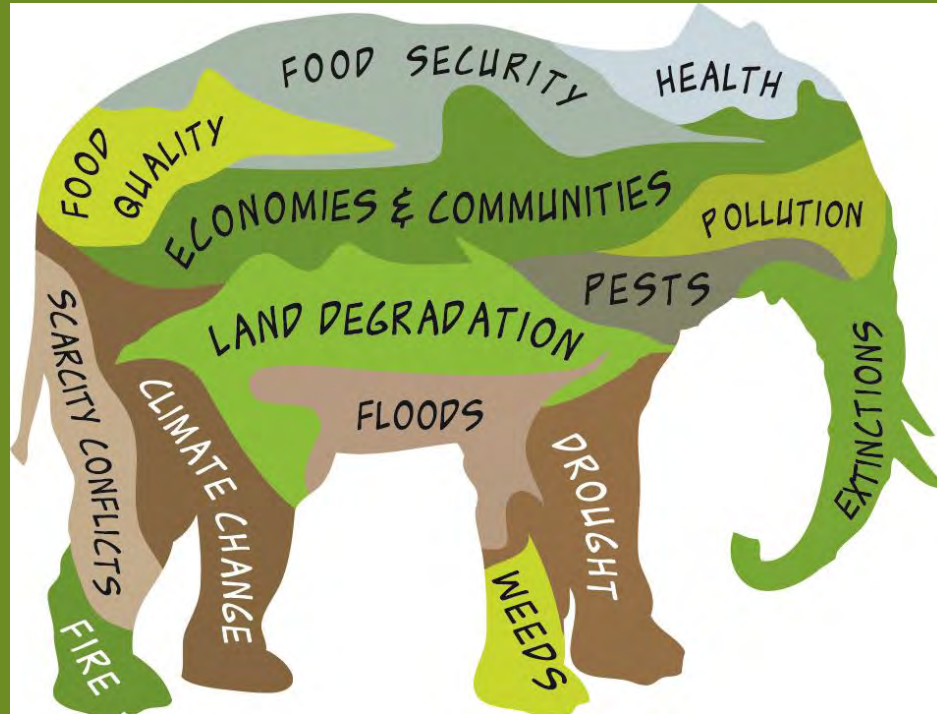 FOOD SECURITY
HEALTH
FOOD
QUALITY
ECONOMIES & COMMUNITIES
POLLUTION
PESTS
LAND DEGRADATION
SCARCITY CONFLICTS
CLIMATE CHANGE
FLOODS
DROUGHT
EXTINCTIONS
WEEDS
FIRE